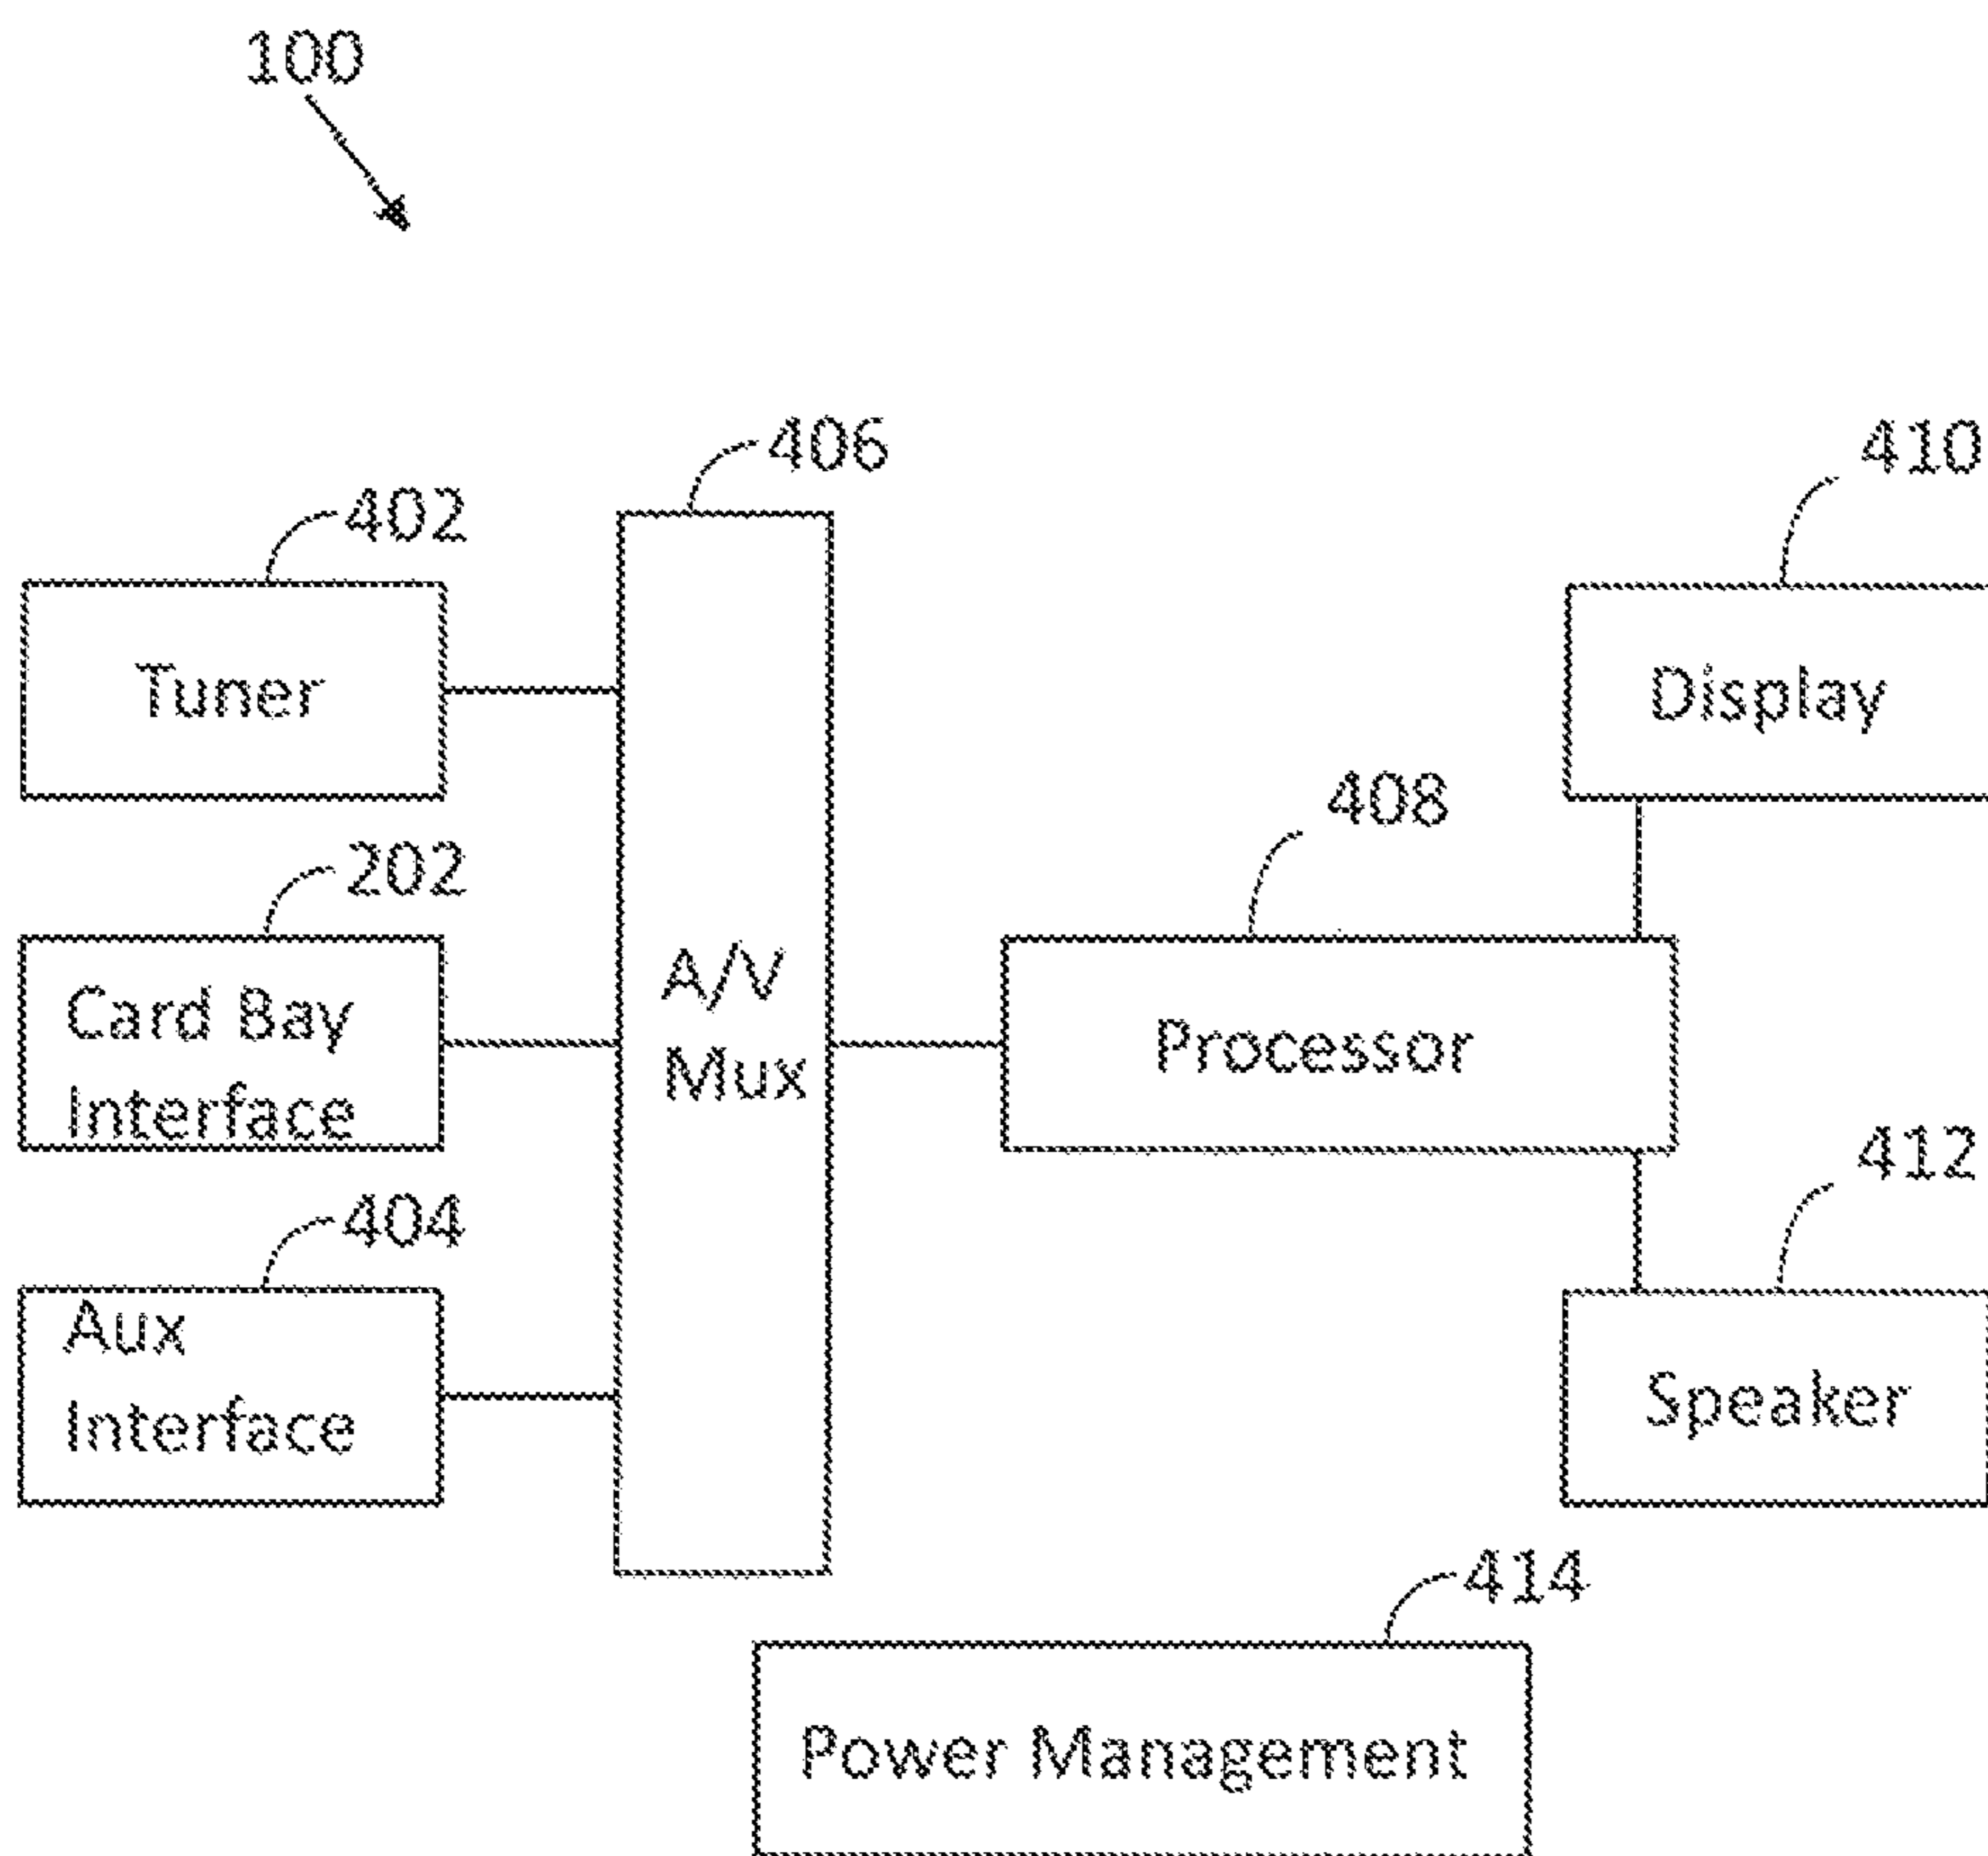 100
406
410
402
Tuner
Display
408
202
Card Bay
Interface
A/V
Mux
Processor
412
404
Aux
Interface
Speaker
414
Power Management